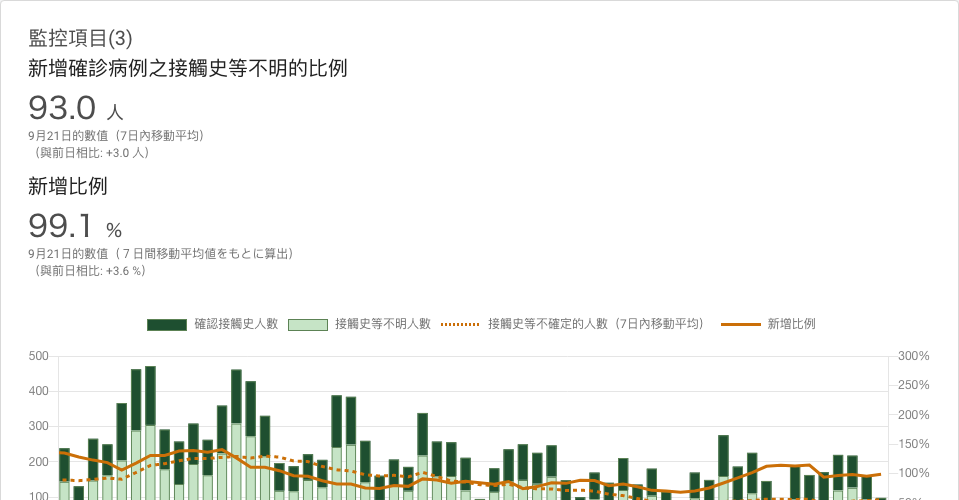 監控項目(3)
新增確診病例之接觸史等不明的比例
93.0 人
9月21日的數值（7日內移動平均）
（與前日相比: +3.0 人）
新增比例
99.1 %
9月21日的數值（７日間移動平均値をもとに算出）
（與前日相比: +3.6 %）
確認接觸史人數 接觸史等不明人數 接觸史等不確定的人數（7日內移動平均） 新增比例
500 300%
250%
400
200%
300
150%
200
100%
100